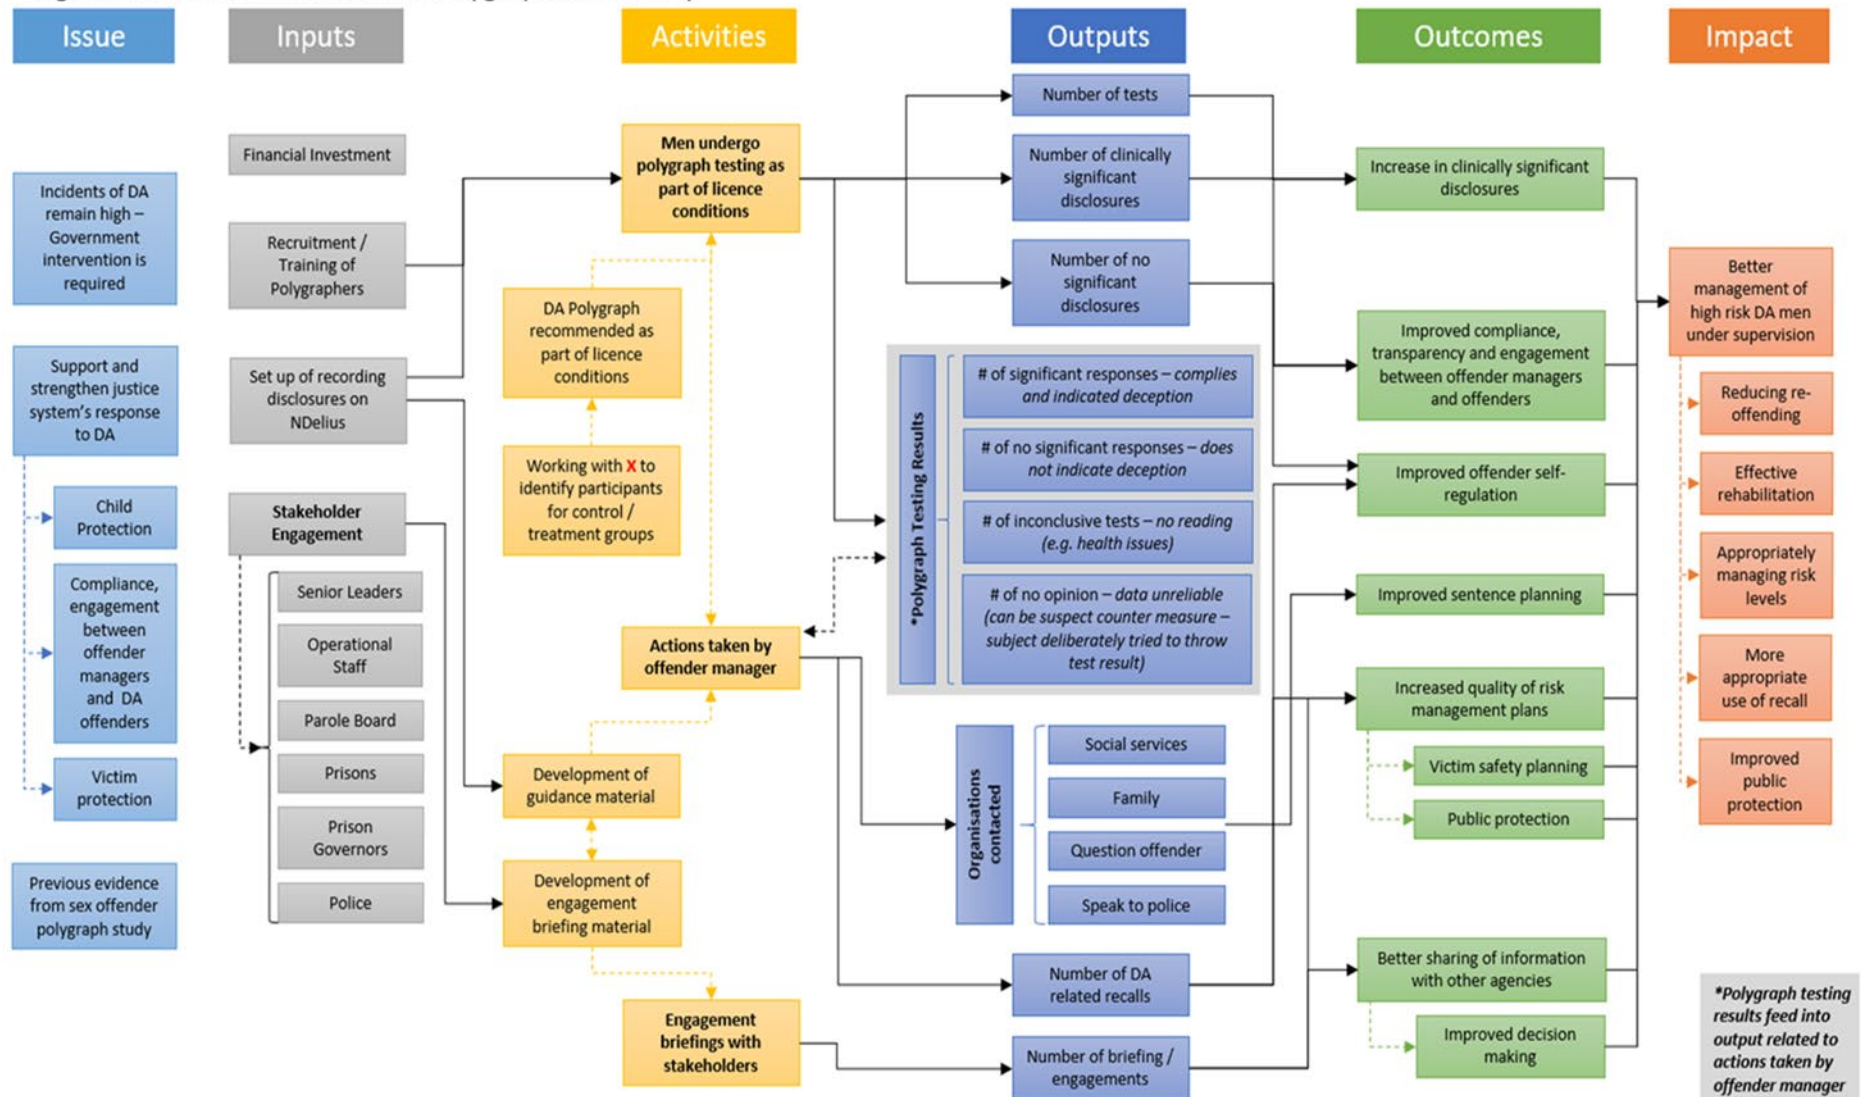 Issue
Inputs
Activities
Outputs
Outcomes
Impact
Incidents of DA
remain high –
Government
intervention is
required
Support and
strengthen justice
system's response
to DA
Child
Protection
Compliance,
engagement
between
offender
managers
and DA
offenders
Victim
protection
Previous evidence
from sex offender
polygraph study
Financial Investment
Recruitment /
Training of
Polygraphers
Set up of recording
disclosures on
NDelius
Stakeholder
Engagement
Senior Leaders
Operational
Staff
Parole Board
Prisons
Prison
Governors
Police
Men undergo
polygraph testing as
part of licence
conditions
DA Polygraph
recommended as
part of licence
conditions
Working with X to
identify participants
for control /
treatment groups
Actions taken by
offender manager
Development of
guidance material
Development of
engagement
briefing material
Engagement
briefings with
stakeholders
Number of tests
Number of clinically
significant
disclosures
Number of no
significant
disclosures
*Polygraph Testing Results
# of significant responses – complies
and indicated deception
# of no significant responses – does
not indicate deception
# of inconclusive tests – no reading
(e.g. health issues)
# of no opinion – data unreliable
(can be suspect counter measure –
subject deliberately tried to throw
test result)
Organisations
contacted
Social services
Family
Question offender
Speak to police
Number of DA
related recalls
Number of briefing /
engagements
Increase in clinically significant
disclosures
Improved compliance,
transparency and engagement
between offender managers
and offenders
Improved offender self-
regulation
Improved sentence planning
Increased quality of risk
management plans
Victim safety planning
Public protection
Better sharing of information
with other agencies
Improved decision
making
Better
management of
high risk DA men
under supervision
Reducing re-
offending
Effective
rehabilitation
Appropriately
managing risk
levels
More
appropriate
use of recall
Improved
public
protection
*Polygraph testing
results feed into
output related to
actions taken by
offender manager